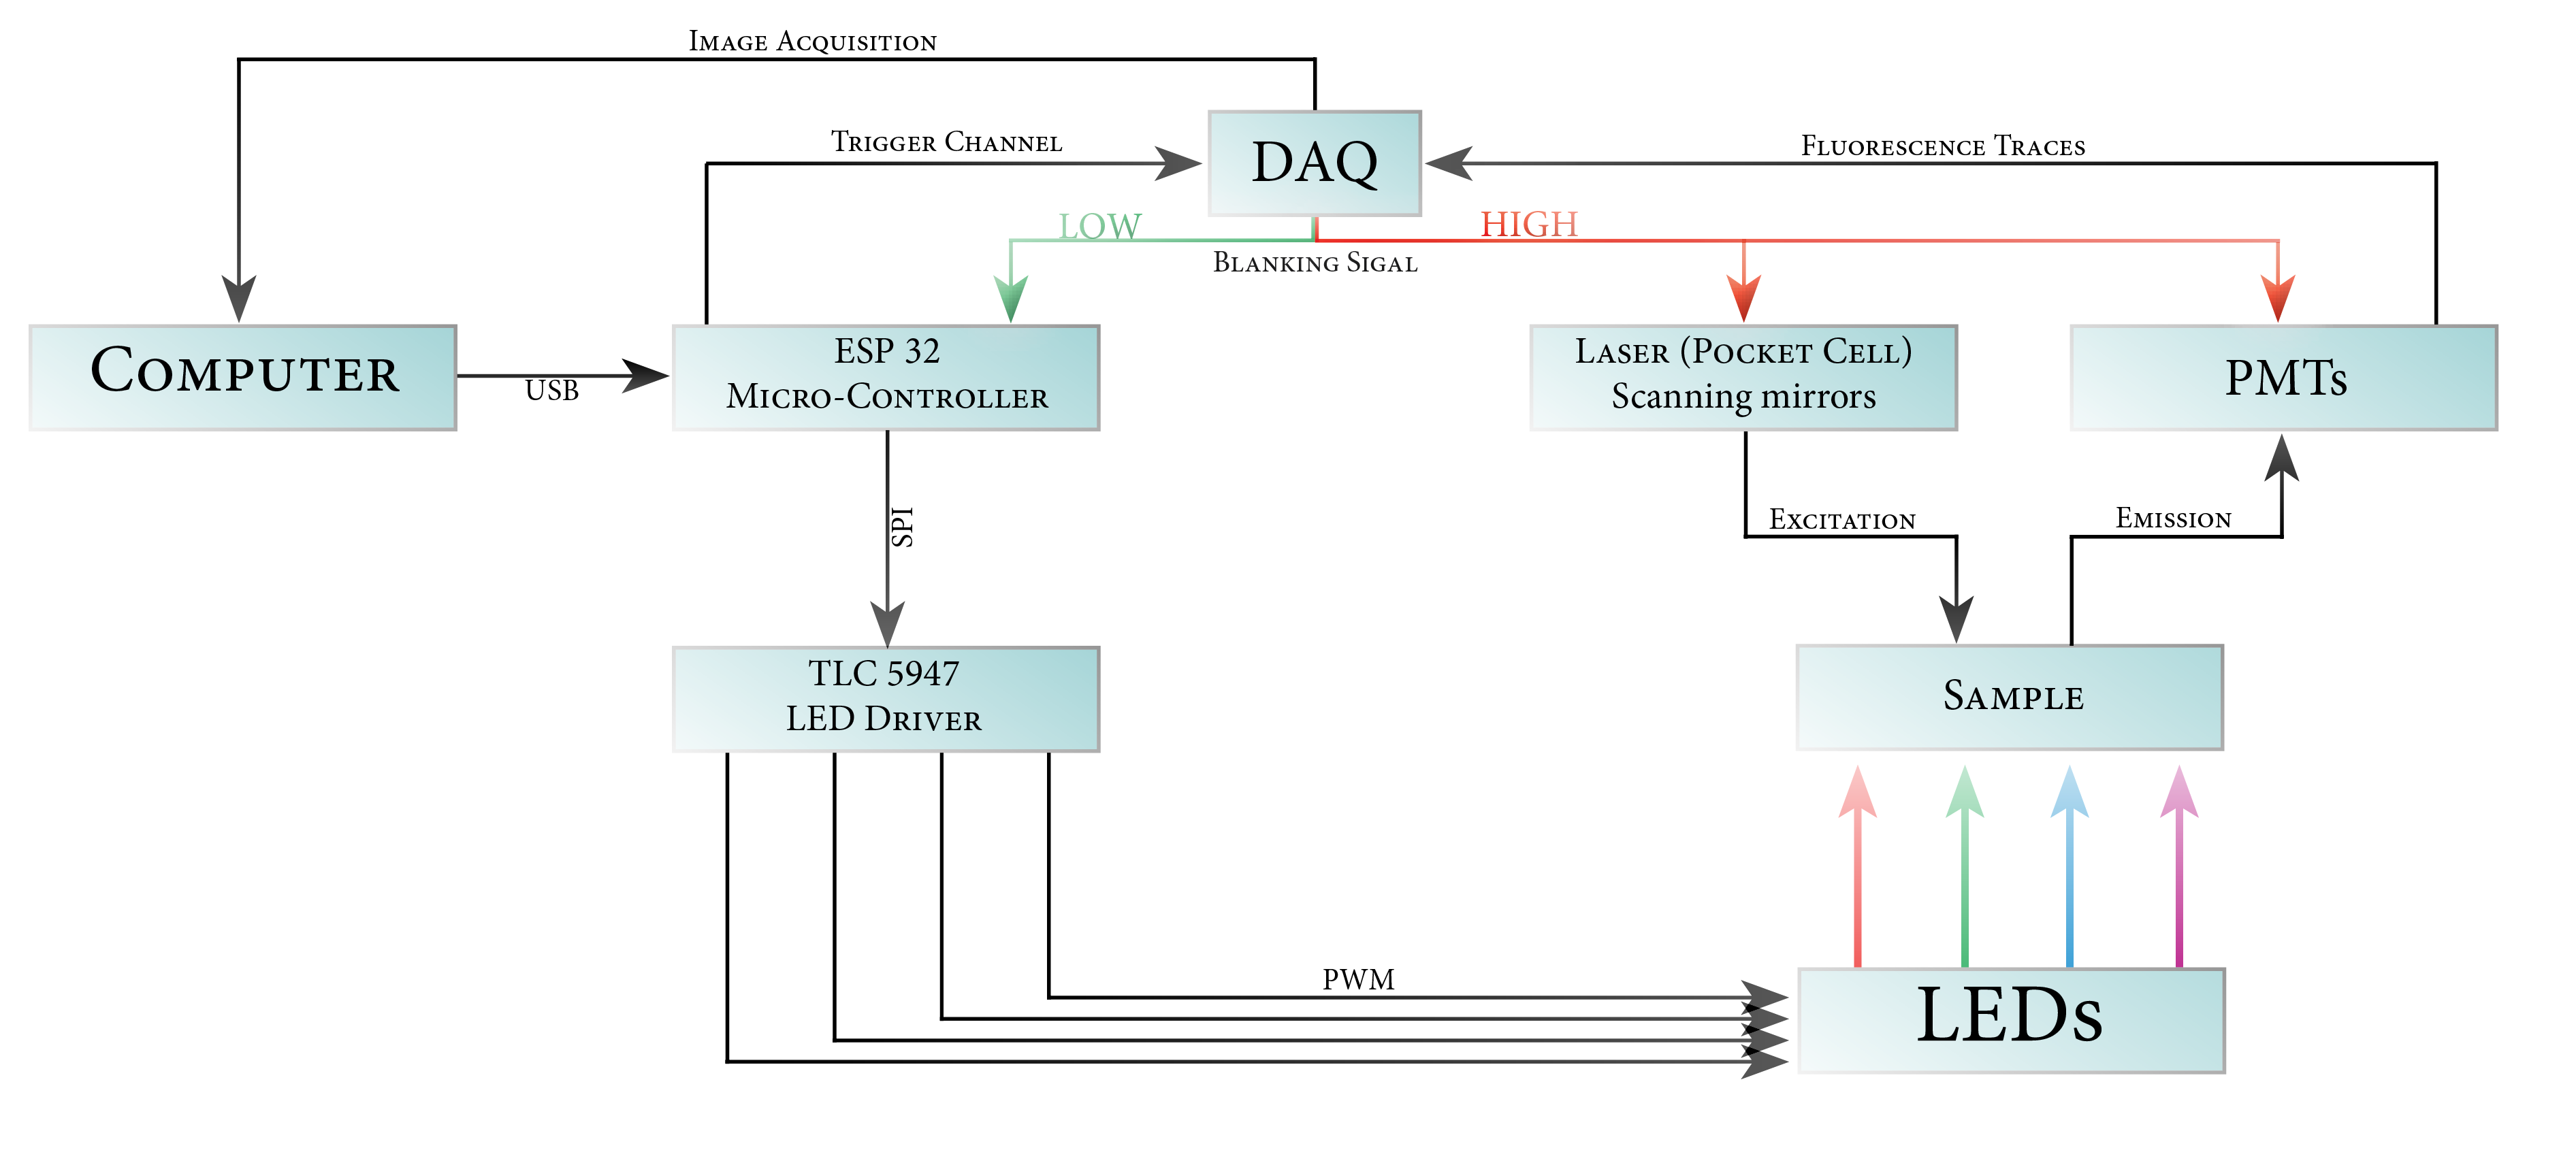 Image Acquisition
DAQ
Trigger Channel
Fluorescence Traces
LOW
HIGH
Blanking Sigal
Computer
USB
ESP 32
Micro-Controller
Laser (Pocket Cell)
Scanning mirrors
PMTs
SPI
Excitation
Emission
TLC 5947
LED Driver
Sample
PWM
LEDs